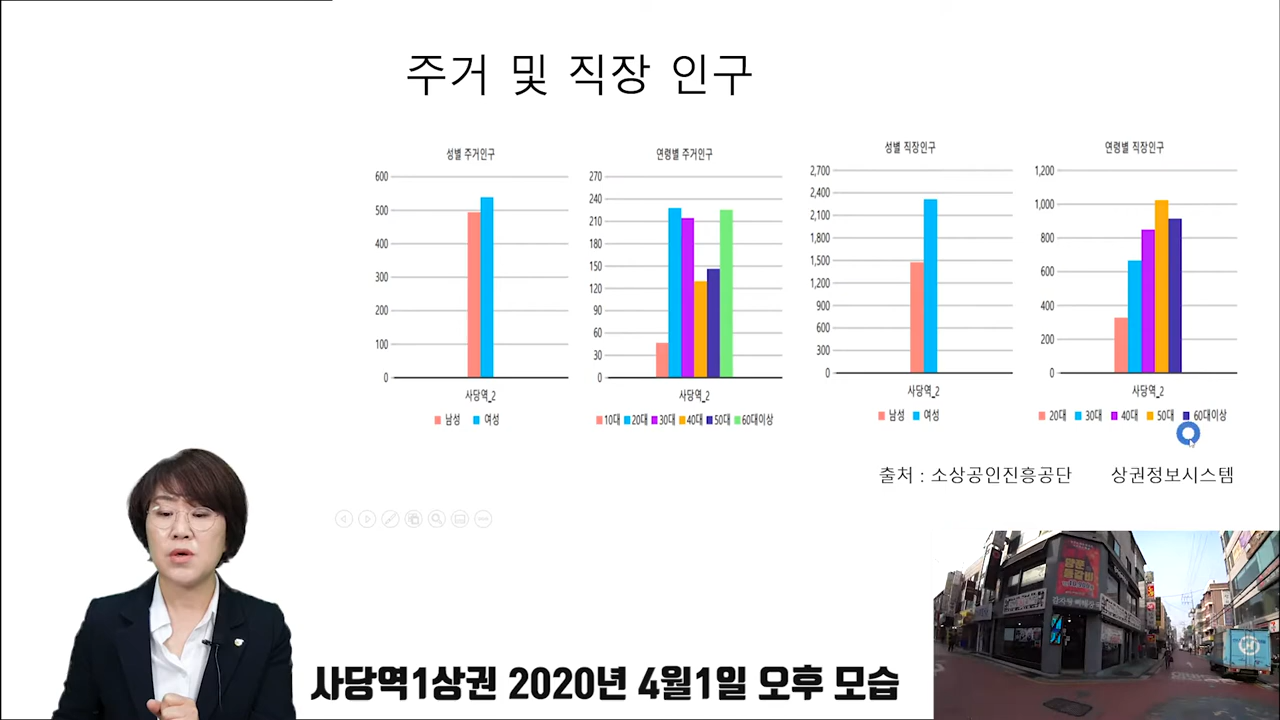 주거 및 직장 인구
성별 주거인구
600
500
400
300
200
100
0
사당역_2
남성 여성
연령별 주거인구
270
240
210
180
150
120
90
60
30
0
사당역_2
10대 20대 30대 40대 50대 60대이상
성별 직장인구
2,700
2,400
2,100
1,800
1,500
1,200
900
600
300
0
사당역_2
남성 여성
연령별 직장인구
1,200
1,000
800
600
400
200
0
사당역_2
20대 30대 40대 50대 60대이상
출처 : 소상공인진흥공단 상권정보시스템
사당역1상권 2020년 4월1일 오후 모습